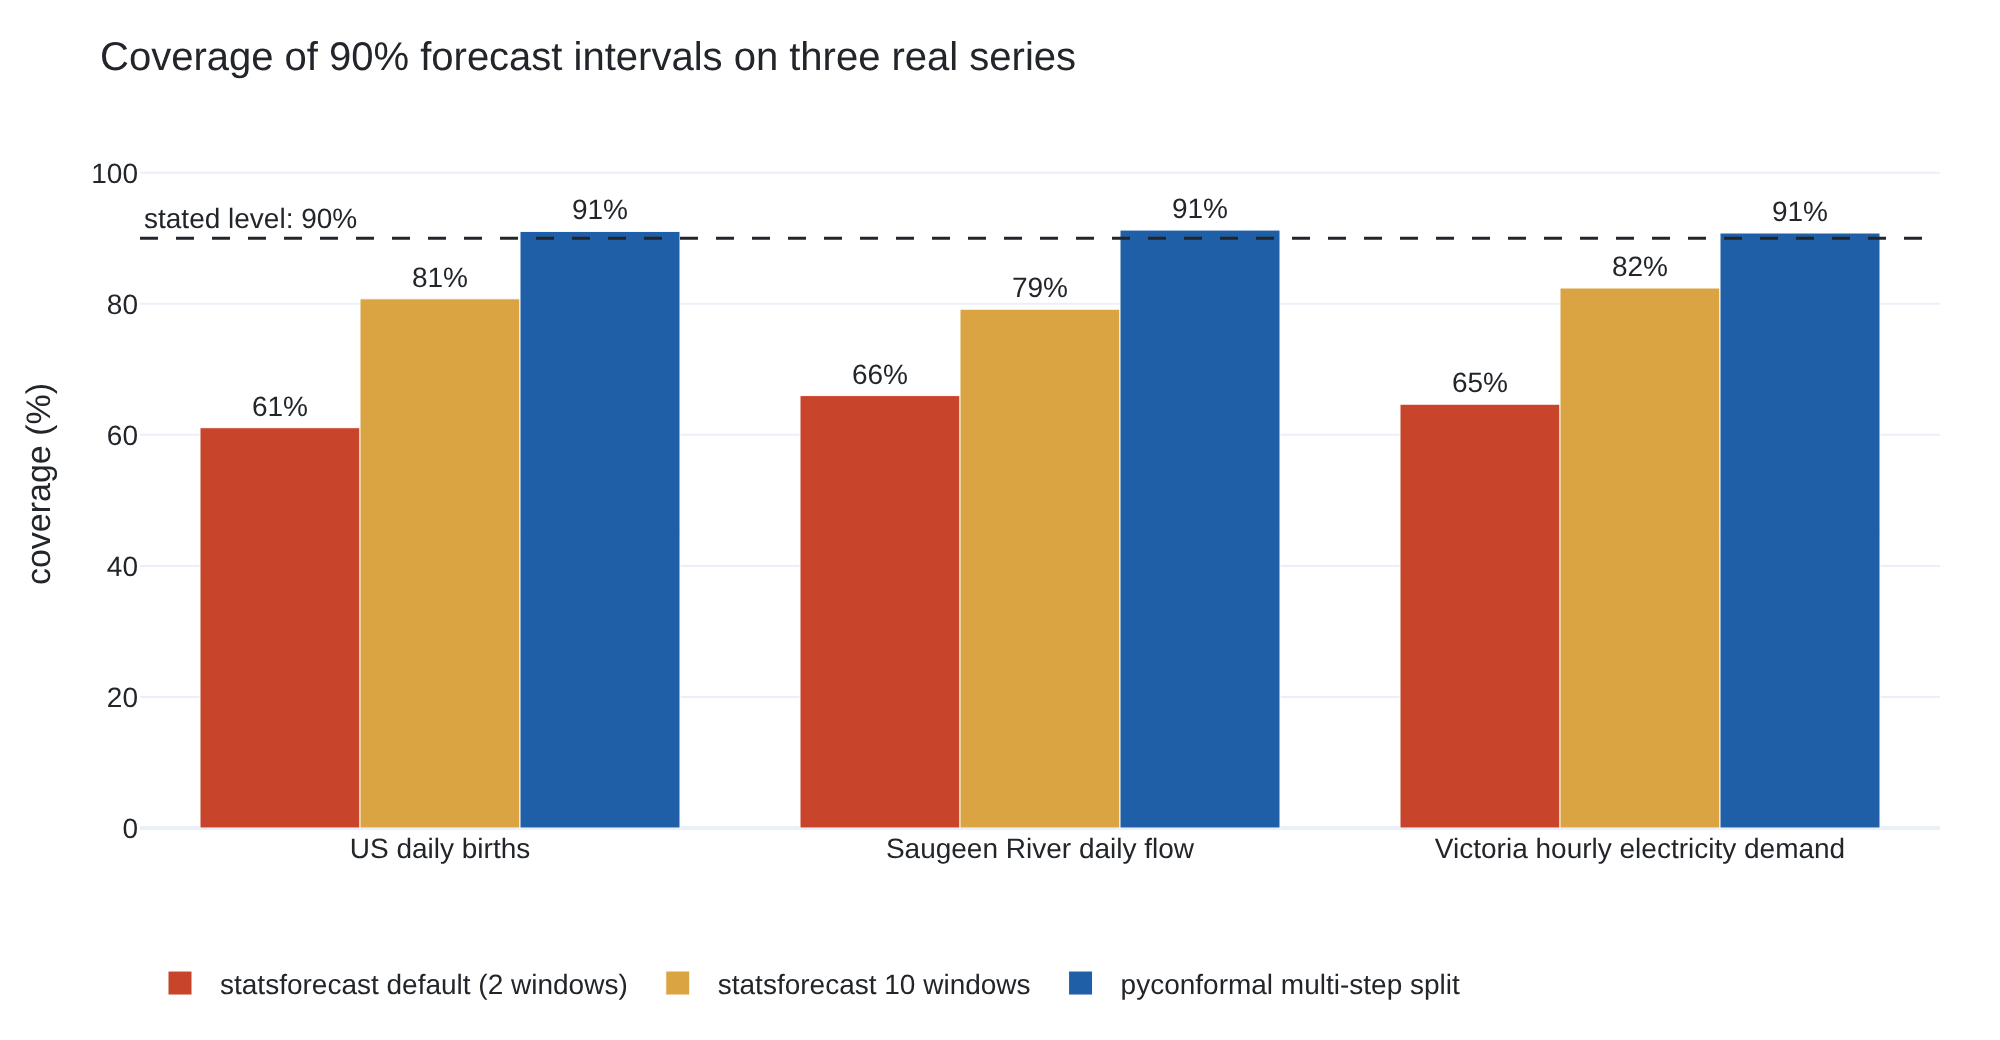 Coverage of 90% forecast intervals on three real series
100
stated level: 90%
91%
91%
91%
81%
79%
82%
80
66%
65%
61%
60
coverage (%)
40
20
0
US daily births
Saugeen River daily flow
Victoria hourly electricity demand
statsforecast default (2 windows)
statsforecast 10 windows
pyconformal multi-step split